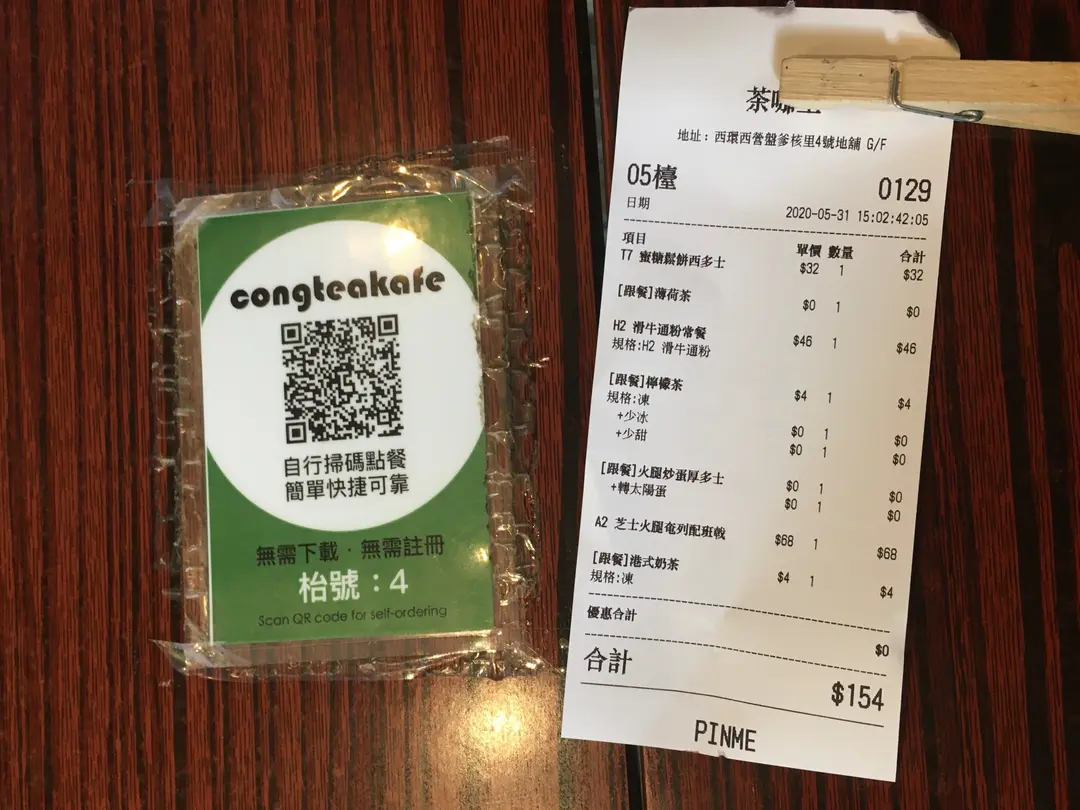 congteakafe
自行掃碼點餐
簡單快捷可靠
無需下載．無需註冊
枱號：4
Scan QR code for self-ordering
茶
地址：西環西營盤爹核里4號地舖 G/F
05檯 0129
日期 2020-05-31 15:02:42:05
項目 單價 數量 合計
T7 蜜糖鬆餅西多士 $32 1 $32
[跟餐]薄荷茶 $0 1 $0
H2 滑牛通粉常餐 $46 1 $46
規格:H2 滑牛通粉
[跟餐]檸檬茶 $4 1 $4
規格:凍
+少冰 $0 1 $0
+少甜 $0 1 $0
[跟餐]火腿炒蛋厚多士 $0 1 $0
+轉太陽蛋 $0 1 $0
A2 芝士火腿奄列配班戟 $68 1 $68
[跟餐]港式奶茶 $4 1 $4
規格:凍
優惠合計 $0
合計 $154
PINME